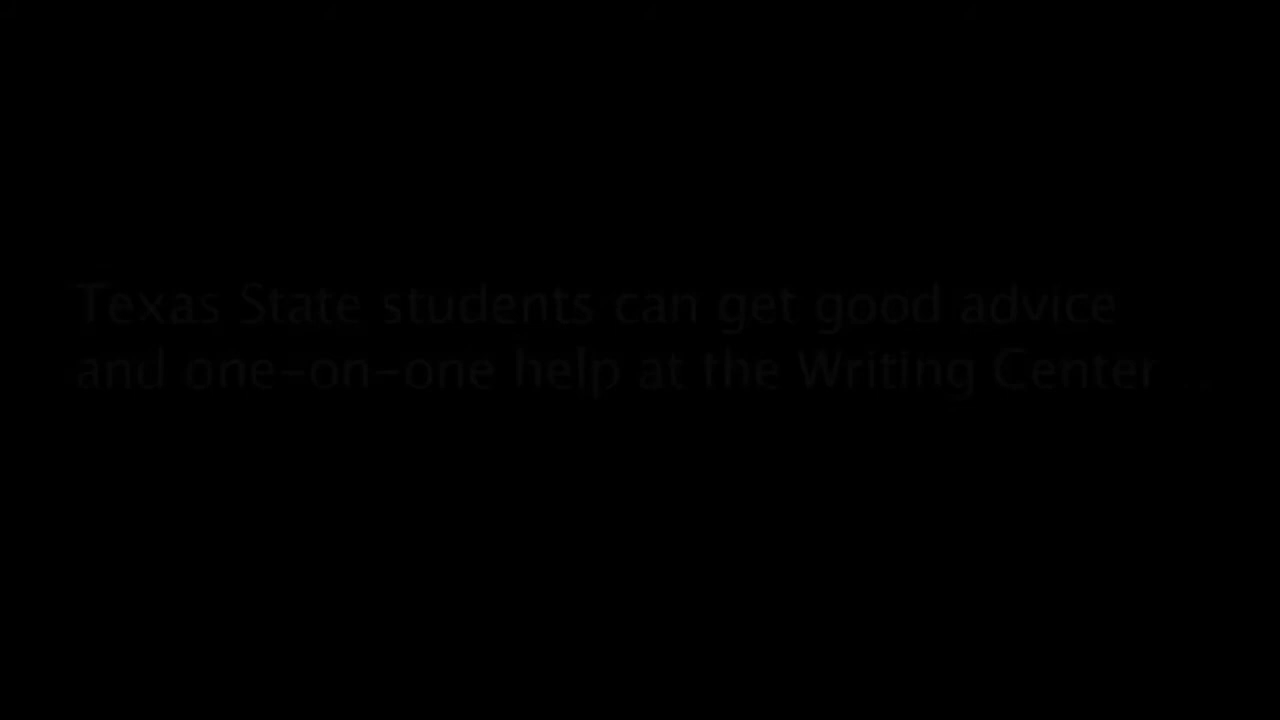 Texas State students can get good advice
and one-on-one help at the Writing Center ...